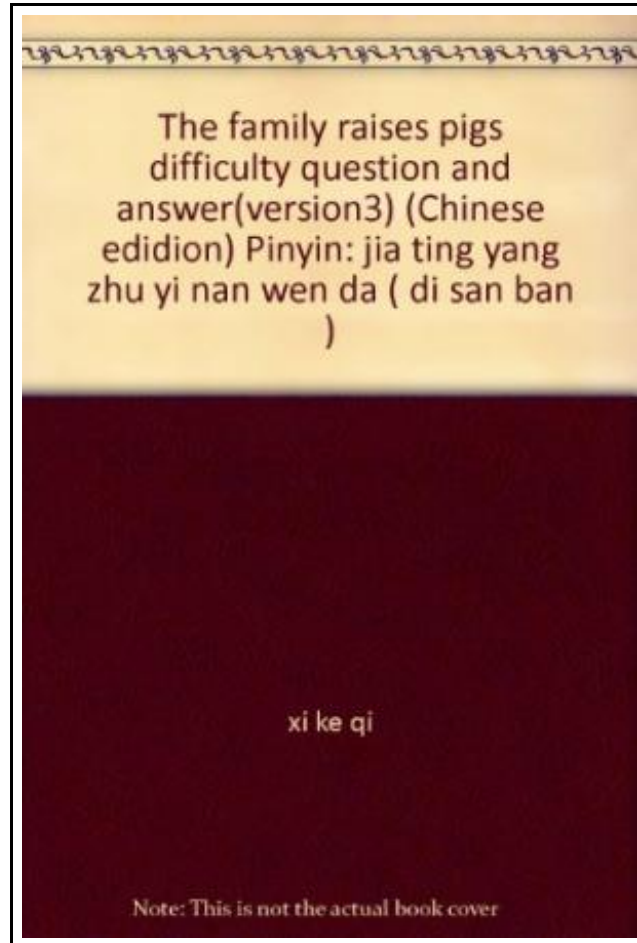 The family raises pigs
difficulty question and
answer(version3) (Chinese
edidion) Pinyin: jia ting yang
zhu yi nan wen da ( di san ban
)
xi ke qi
Note: This is not the actual book cover